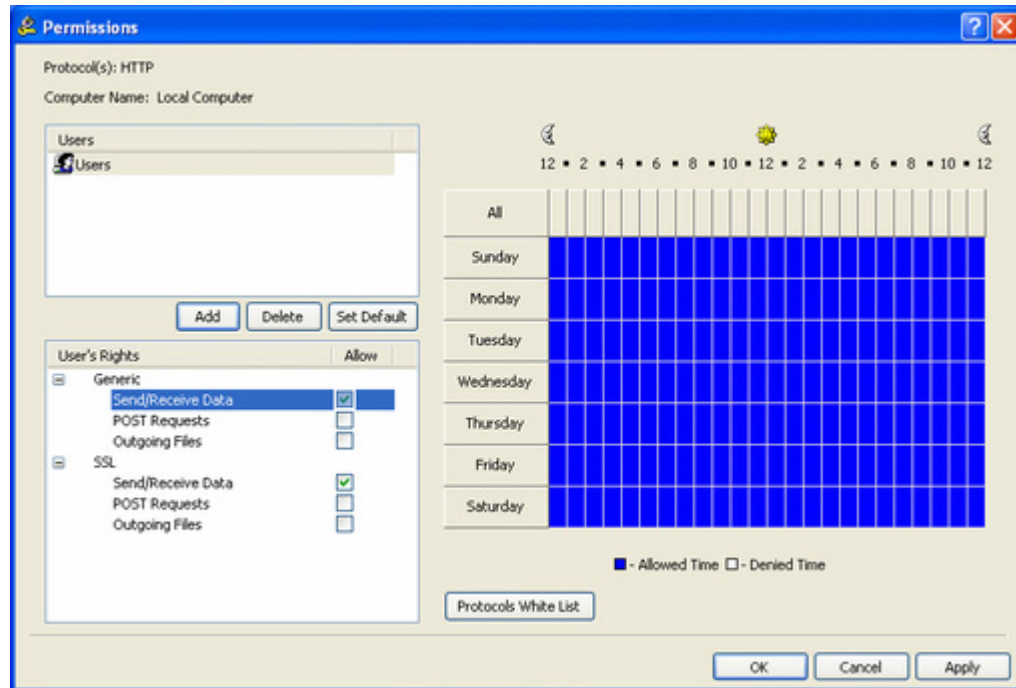 Permissions
Protocol(s): HTTP
Computer Name: Local Computer
Users
Users
Add
Delete
Set Default
User's Rights Allow
Generic
Send/Receive Data
POST Requests
Outgoing Files
SSL
Send/Receive Data
POST Requests
Outgoing Files
12 ▪ 2 ▪ 4 ▪ 6 ▪ 8 ▪ 10 ▪ 12 ▪ 2 ▪ 4 ▪ 6 ▪ 8 ▪ 10 ▪ 12
All
Sunday
Monday
Tuesday
Wednesday
Thursday
Friday
Saturday
- Allowed Time - Denied Time
Protocols White List
OK
Cancel
Apply